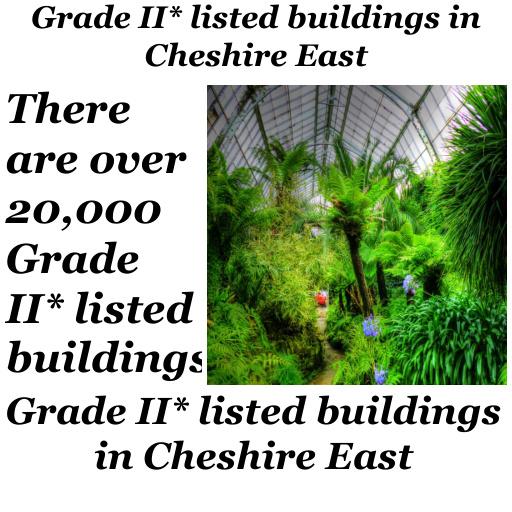 Grade II* listed buildings in
Cheshire East
There
are over
20,000
Grade
II* listed
buildings
Grade II* listed buildings
in Cheshire East